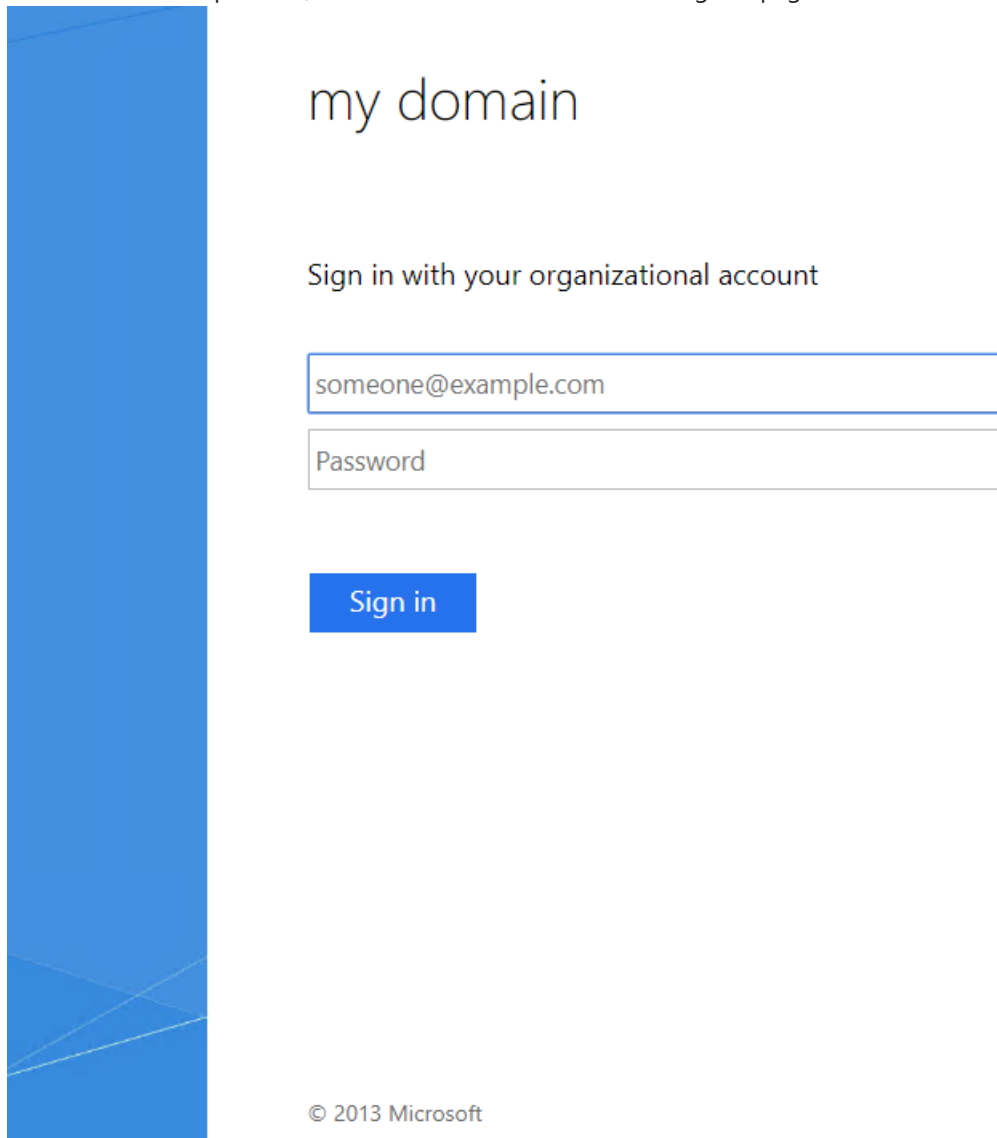 my domain
Sign in with your organizational account
someone@example.com
Password
Sign in
© 2013 Microsoft